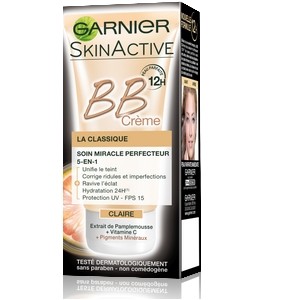 GARNIER
SKINACTIVE
12H
BB
Crème
LA CLASSIQUE
SOIN MIRACLE PERFECTEUR
5-EN-1
Unifie le teint
Corrige ridules et imperfections
Ravive l'éclat
Hydratation 24H
Protection UV - FPS 15
CLAIRE
Extrait de Pamplemousse
+ Vitamine C
+ Pigments Minéraux
TESTÉ DERMATOLOGIQUEMENT
sans paraben - non comédogène